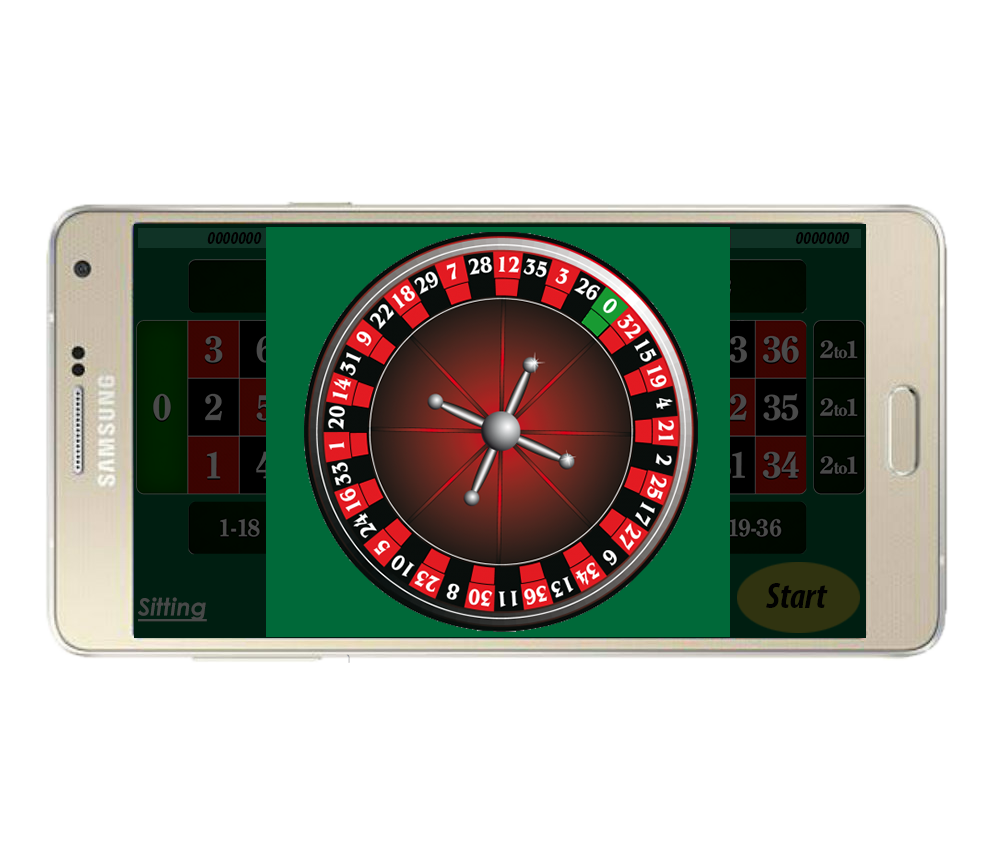 SAMSUNG
0000000
0000000
0
3 6 3 36 2to1
2 5 2 35 2to1
1 4 1 34 2to1
1-18
19-36
0 32 15 19 4 21 2 25 17 27 6 34 13 36 11 30 8 23 10 5 24 16 33 1 20 14 31 9 22 18 29 7 28 12 35 3 26
Sitting
Start